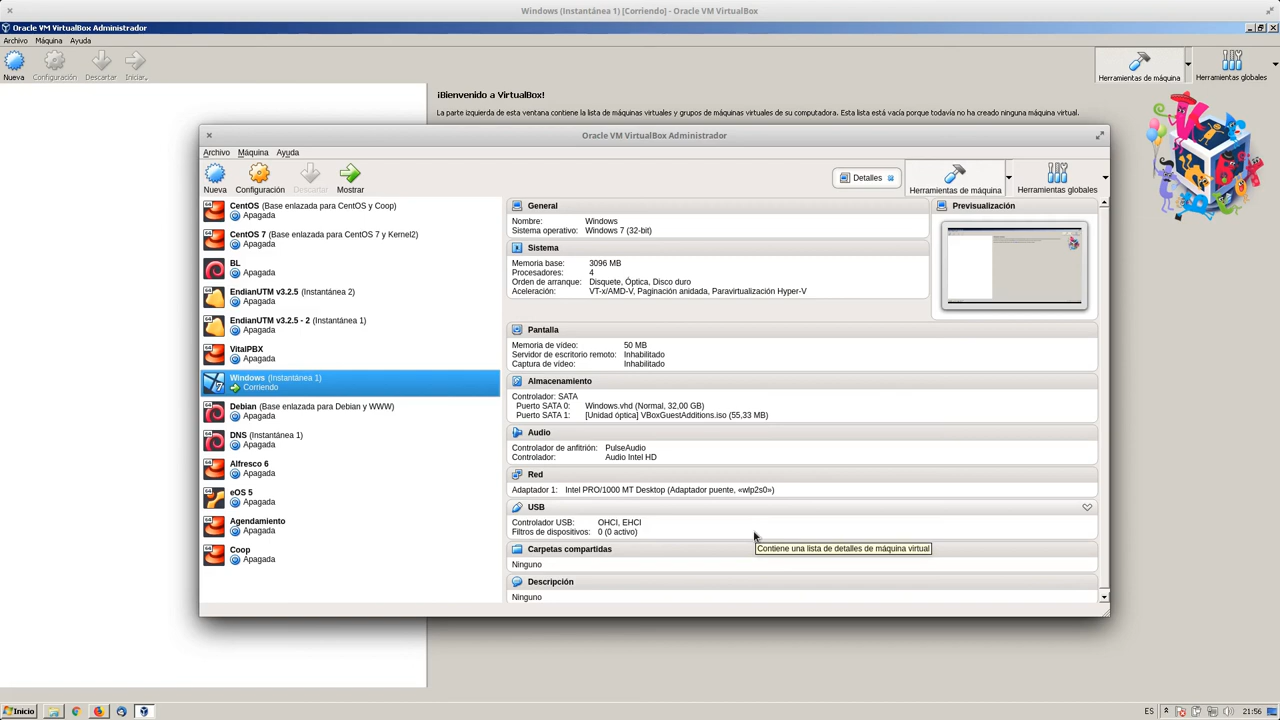 Windows (Instantánea 1) [Corriendo] - Oracle VM VirtualBox
Oracle VM VirtualBox Administrador
Archivo Máquina Ayuda
Nueva Configuración Descartar Iniciar.
Herramientas de máquina Herramientas globales
¡Bienvenido a VirtualBox!
La parte izquierda de esta ventana contiene la lista de máquinas virtuales y grupos de máquinas virtuales de su computadora. Esta lista está vacía porque todavía no ha creado ninguna máquina virtual.
Oracle VM VirtualBox Administrador
Archivo Máquina Ayuda
Nueva Configuración Descartar Mostrar
Detalles
Herramientas de máquina Herramientas globales
CentOS (Base enlazada para CentOS y Coop)
Apagada
CentOS 7 (Base enlazada para CentOS 7 y Kernel2)
Apagada
BL
Apagada
EndianUTM v3.2.5 (Instantánea 2)
Apagada
EndianUTM v3.2.5 - 2 (Instantánea 1)
Apagada
VitalPBX
Apagada
Windows (Instantánea 1)
Corriendo
Debian (Base enlazada para Debian y WWW)
Apagada
DNS (Instantánea 1)
Apagada
Alfresco 6
Apagada
eOS 5
Apagada
Agendamiento
Apagada
Coop
Apagada
General
Nombre: Windows
Sistema operativo: Windows 7 (32-bit)
Previsualización
Sistema
Memoria base: 3096 MB
Procesadores: 4
Orden de arranque: Disquete, Óptica, Disco duro
Aceleración: VT-x/AMD-V, Paginación anidada, Paravirtualización Hyper-V
Pantalla
Memoria de vídeo: 50 MB
Servidor de escritorio remoto: Inhabilitado
Captura de vídeo: Inhabilitado
Almacenamiento
Controlador: SATA
Puerto SATA 0: Windows.vhd (Normal, 32,00 GB)
Puerto SATA 1: [Unidad óptica] VBoxGuestAdditions.iso (55,33 MB)
Audio
Controlador de anfitrión: PulseAudio
Controlador: Audio Intel HD
Red
Adaptador 1: Intel PRO/1000 MT Desktop (Adaptador puente, «wlp2s0»)
USB
Controlador USB: OHCI, EHCI
Filtros de dispositivos: 0 (0 activo)
Contiene una lista de detalles de máquina virtual
Carpetas compartidas
Ninguno
Descripción
Ninguno
Inicio
ES
21:56